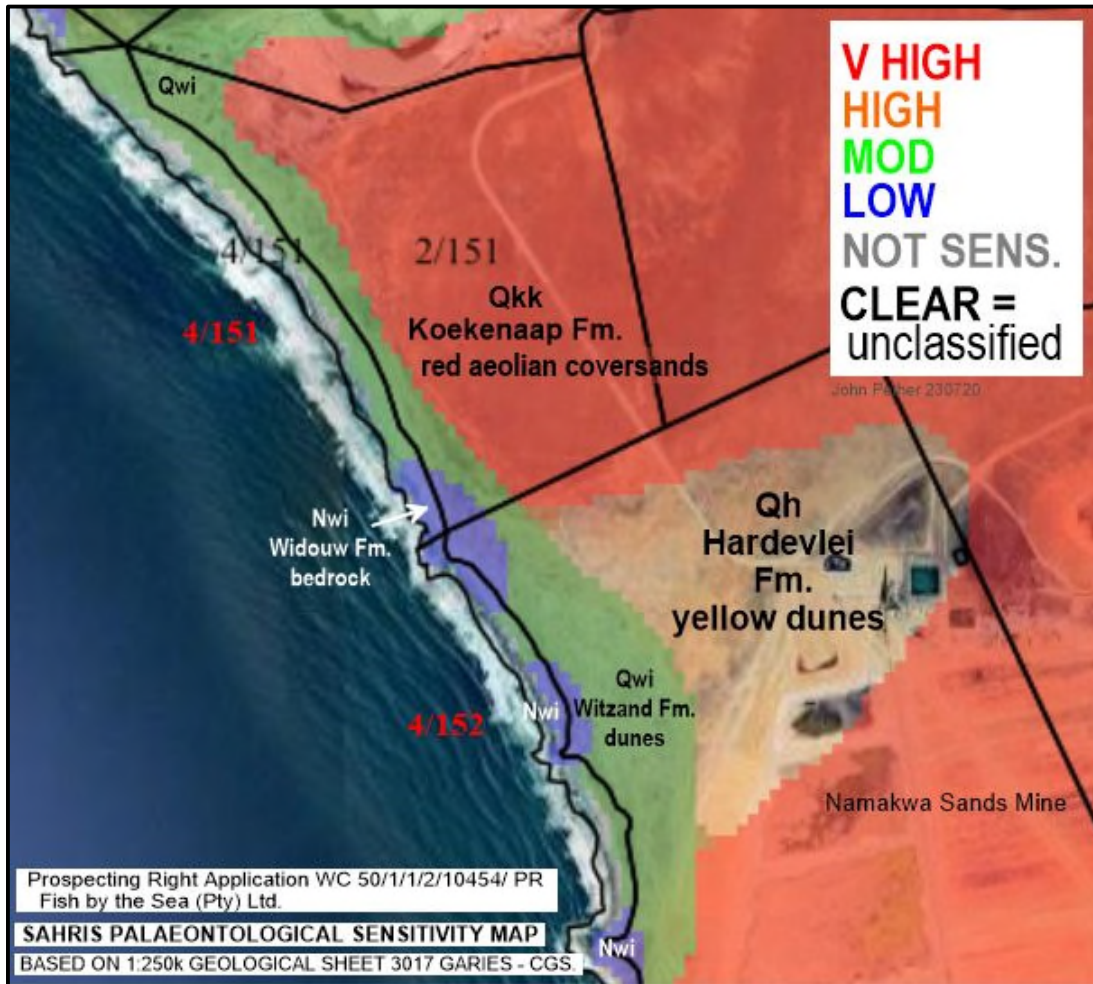 V HIGH
HIGH
MOD
LOW
NOT SENS.
CLEAR =
unclassified
John Pether 230720
Qwi
4/151
2/151
Qkk
Koekenaap Fm.
red aeolian coversands
4/151
Nwi
Widouw Fm.
bedrock
Qh
Hardevlei
Fm.
yellow dunes
Qwi
Witzand Fm.
dunes
Nwi
4/152
Namakwa Sands Mine
Nwi
Prospecting Right Application WC 50/1/1/2/10454/ PR
Fish by the Sea (Pty) Ltd.
SAHRIS PALAEONTOLOGICAL SENSITIVITY MAP
BASED ON 1:250k GEOLOGICAL SHEET 3017 GARIES - CGS.